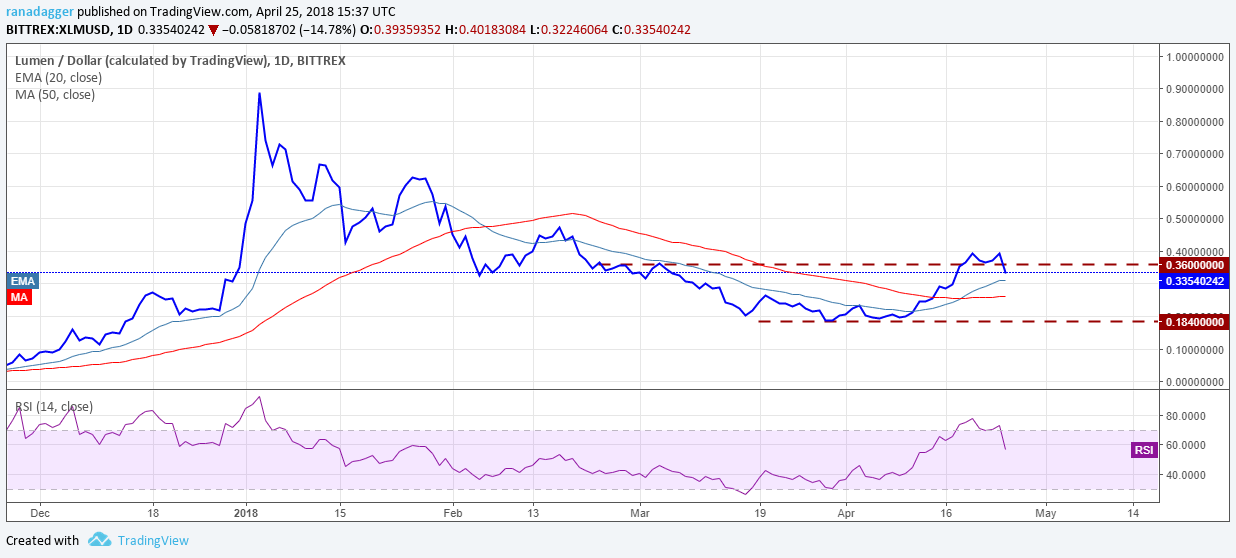 ranadagger published on TradingView.com, April 25, 2018 15:37 UTC
BITTREX:XLMUSD, 1D 0.33540242 ▼ −0.05818702 (−14.78%) O:0.39359352 H:0.40183084 L:0.32246064 C:0.33540242
Lumen / Dollar (calculated by TradingView), 1D, BITTREX
EMA (20, close)
MA (50, close)
1.00000000
0.90000000
0.80000000
0.70000000
0.60000000
0.50000000
0.40000000
0.36000000
EMA
0.33540242
MA
0.18400000
0.10000000
0.00000000
RSI (14, close)
80.0000
RSI
60.0000
40.0000
Dec 18 2018 15 Feb 13 Mar 19 Apr 16 May 14
Created with TradingView